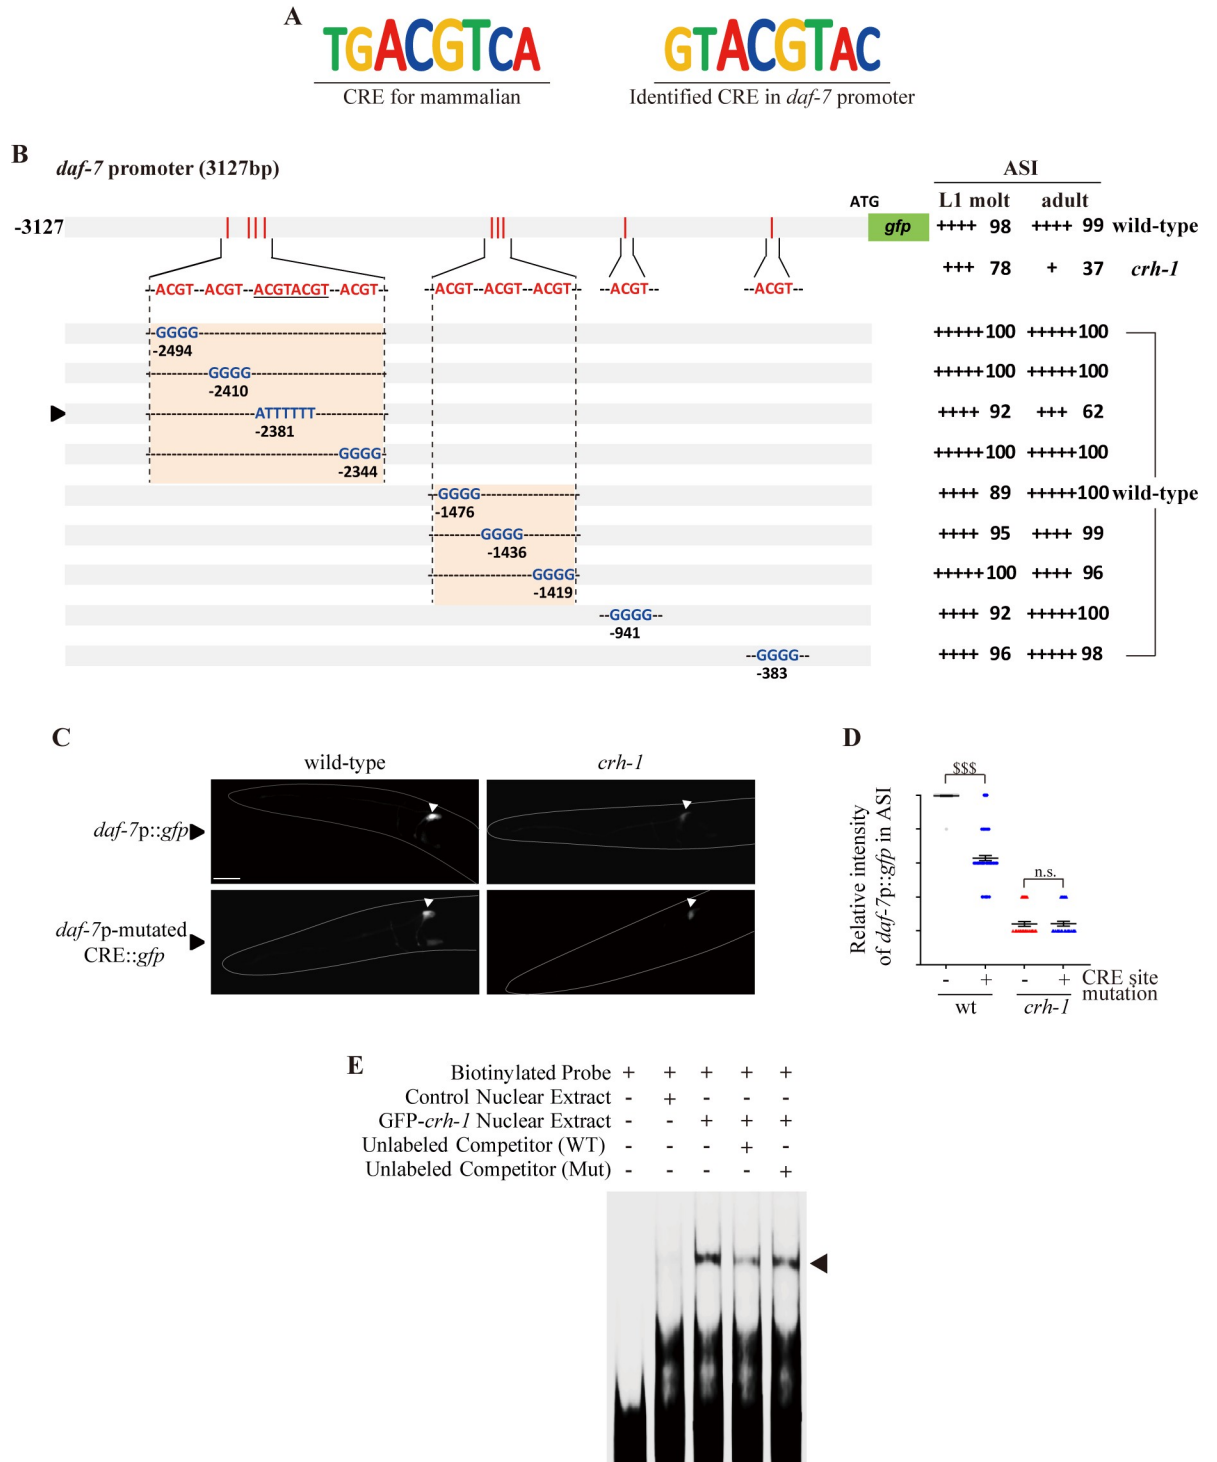 A
TGACGTCA
GTACGTAC
CRE for mammalian
Identified CRE in daf-7 promoter
B
daf-7 promoter (3127bp)
ASI
ATG
L1 molt
adult
-3127
gfp
++++ 98 ++++ 99 wild-type
+++ 78 + 37 crh-1
--ACGT--ACGT--ACGTACGT--ACGT--
--ACGT--ACGT--ACGT--
--ACGT--
--ACGT--
GGGG
+++++100 +++++100
-2494
GGGG
+++++100 +++++100
-2410
ATTTTTT
++++ 92 +++ 62
-2381
GGGG
+++++100 +++++100
-2344
GGGG
++++ 89 +++++100 wild-type
-1476
GGGG
++++ 95 ++++ 99
-1436
GGGG
+++++100 ++++ 96
-1419
--GGGG--
++++ 92 +++++100
-941
--GGGG--
++++ 96 +++++ 98
-383
C
wild-type
crh-1
daf-7p::gfp
daf-7p-mutated
CRE::gfp
D
$$$
n.s.
Relative intensity
of daf-7p::gfp in ASI
- + - + CRE site
mutation
wt
crh-1
E
Biotinylated Probe + + + + +
Control Nuclear Extract - + - - -
GFP-crh-1 Nuclear Extract - - + + +
Unlabeled Competitor (WT) - - - + -
Unlabeled Competitor (Mut) - - - - +